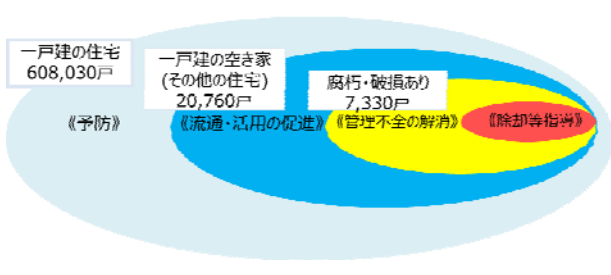 一戸建の住宅
608,030戸
一戸建の空き家
(その他の住宅)
20,760戸
腐朽・破損あり
7,330戸
《予防》
《流通・活用の促進》
《管理不全の解消》
《除却等指導》